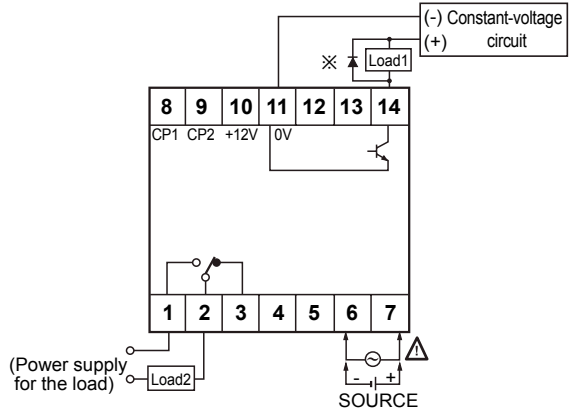 (-) Constant-voltage
(+) circuit
※ Load1
8 9 10 11 12 13 14
CP1 CP2 +12V 0V
1 2 3 4 5 6 7
(Power supply
for the load) Load2
- +
SOURCE